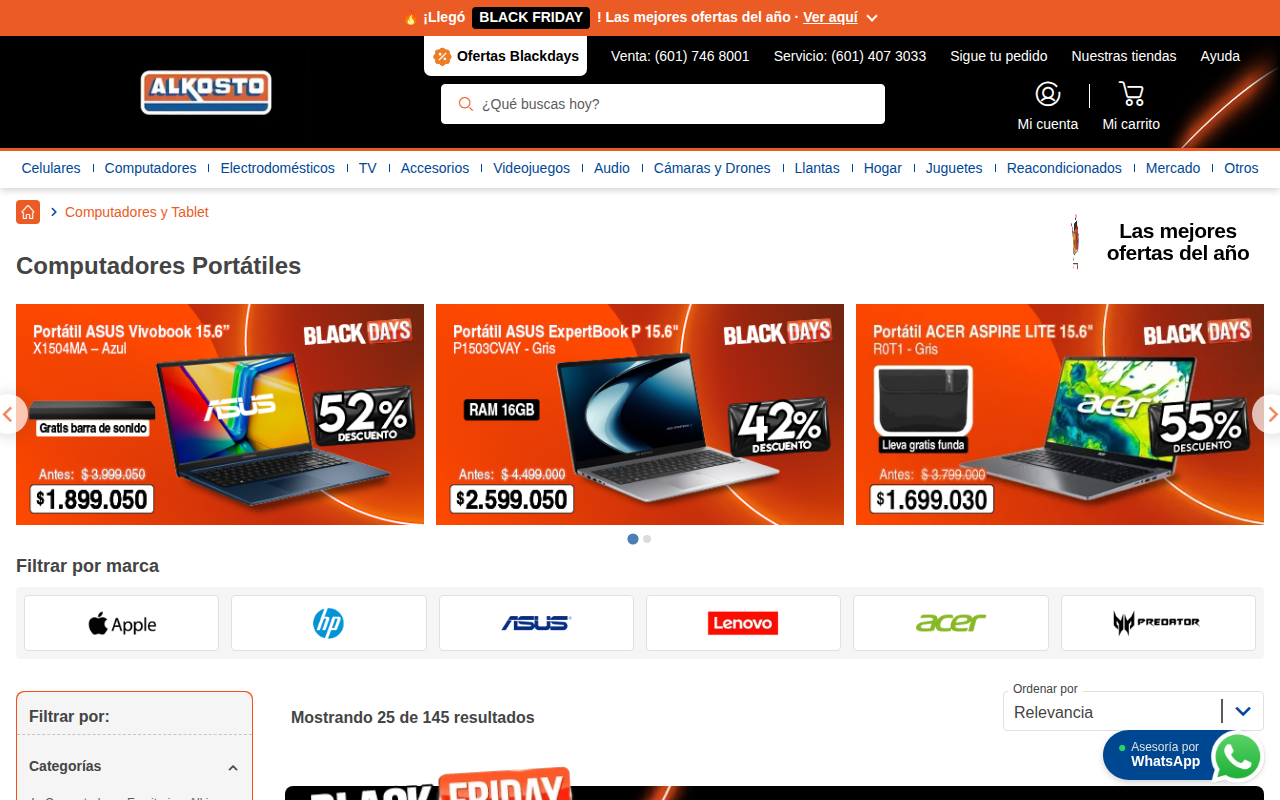 🔥 ¡Llegó BLACK FRIDAY ! Las mejores ofertas del año · Ver aquí
Ofertas Blackdays
Venta: (601) 746 8001
Servicio: (601) 407 3033
Sigue tu pedido
Nuestras tiendas
Ayuda
ALKOSTO
¿Qué buscas hoy?
Mi cuenta
Mi carrito
Celulares
Computadores
Electrodomésticos
TV
Accesorios
Videojuegos
Audio
Cámaras y Drones
Llantas
Hogar
Juguetes
Reacondicionados
Mercado
Otros
Computadores y Tablet
Las mejores
ofertas del año
Computadores Portátiles
Portátil ASUS Vivobook 15.6”
X1504MA – Azul
BLACK DAYS
ASUS
Gratis barra de sonido
52%
DESCUENTO
Antes: $ 3.999.050
$1.899.050
Portátil ASUS ExpertBook P 15.6"
P1503CVAY - Gris
BLACK DAYS
RAM 16GB
42%
DESCUENTO
Antes: $ 4.499.000
$2.599.050
Portátil ACER ASPIRE LITE 15.6"
R0T1 - Gris
BLACK DAYS
acer
Lleva gratis funda
55%
DESCUENTO
Antes: $ 3.799.000
$1.699.030
Filtrar por marca
Apple
hp
ASUS
Lenovo
acer
PREDATOR
Filtrar por:
Categorías
Mostrando 25 de 145 resultados
Ordenar por
Relevancia
Asesoría por
WhatsApp
BLACK FRIDAY